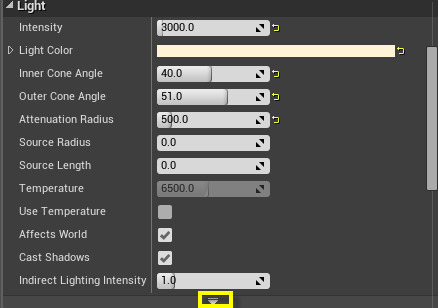 Light
Intensity 3000.0
Light Color
Inner Cone Angle 40.0
Outer Cone Angle 51.0
Attenuation Radius 500.0
Source Radius 0.0
Source Length 0.0
Temperature 6500.0
Use Temperature
Affects World
Cast Shadows
Indirect Lighting Intensity 1.0